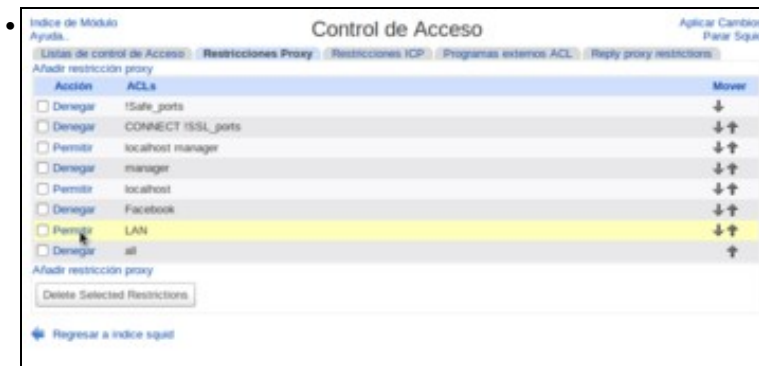 Indice de Módulo
Ayuda..
Control de Acceso
Aplicar Cambios
Parar Squid
Listas de control de Acceso Restricciones Proxy Restricciones ICP Programas externos ACL Reply proxy restrictions
Añadir restricción proxy
Acción ACLs Mover
Denegar !Safe_ports
Denegar CONNECT !SSL_ports
Permitir localhost manager
Denegar manager
Permitir localhost
Denegar Facebook
Permitir LAN
Denegar all
Añadir restricción proxy
Delete Selected Restrictions
Regresar a indice squid